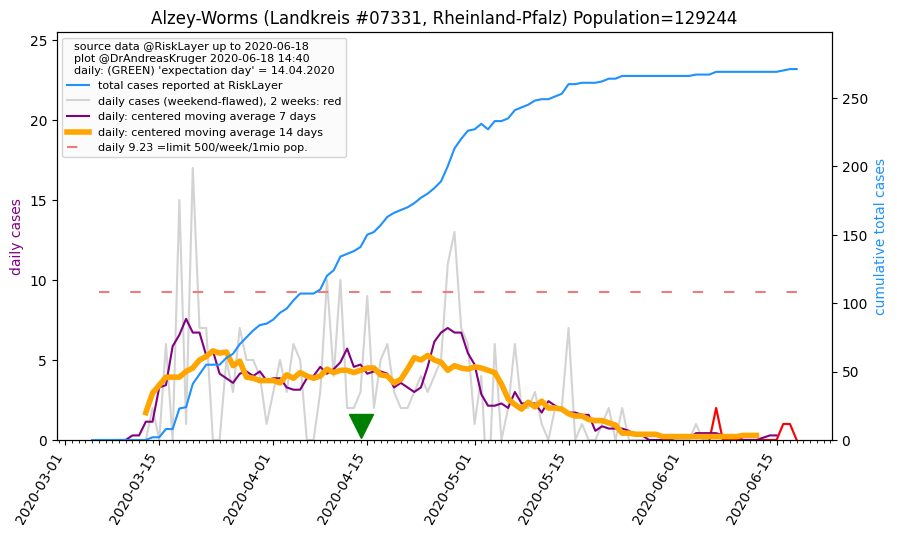 Alzey-Worms (Landkreis #07331, Rheinland-Pfalz) Population=129244
source data @RiskLayer up to 2020-06-18
plot @DrAndreasKruger 2020-06-18 14:40
daily: (GREEN) 'expectation day' = 14.04.2020
total cases reported at RiskLayer
daily cases (weekend-flawed), 2 weeks: red
daily: centered moving average 7 days
daily: centered moving average 14 days
daily 9.23 =limit 500/week/1mio pop.
daily cases
25
20
15
10
5
0
cumulative total cases
250
200
150
100
50
0
2020-03-01
2020-03-15
2020-04-01
2020-04-15
2020-05-01
2020-05-15
2020-06-01
2020-06-15